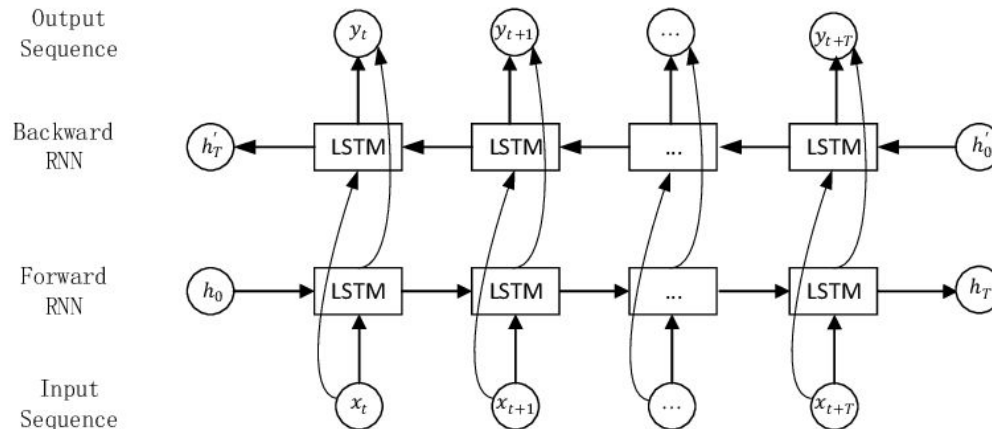 Output
Sequence
y_t
y_{t+1}
...
y_{t+T}
Backward
RNN
h'_T
LSTM
LSTM
...
LSTM
h'_0
Forward
RNN
h_0
LSTM
LSTM
...
LSTM
h_T
Input
Sequence
x_t
x_{t+1}
...
x_{t+T}